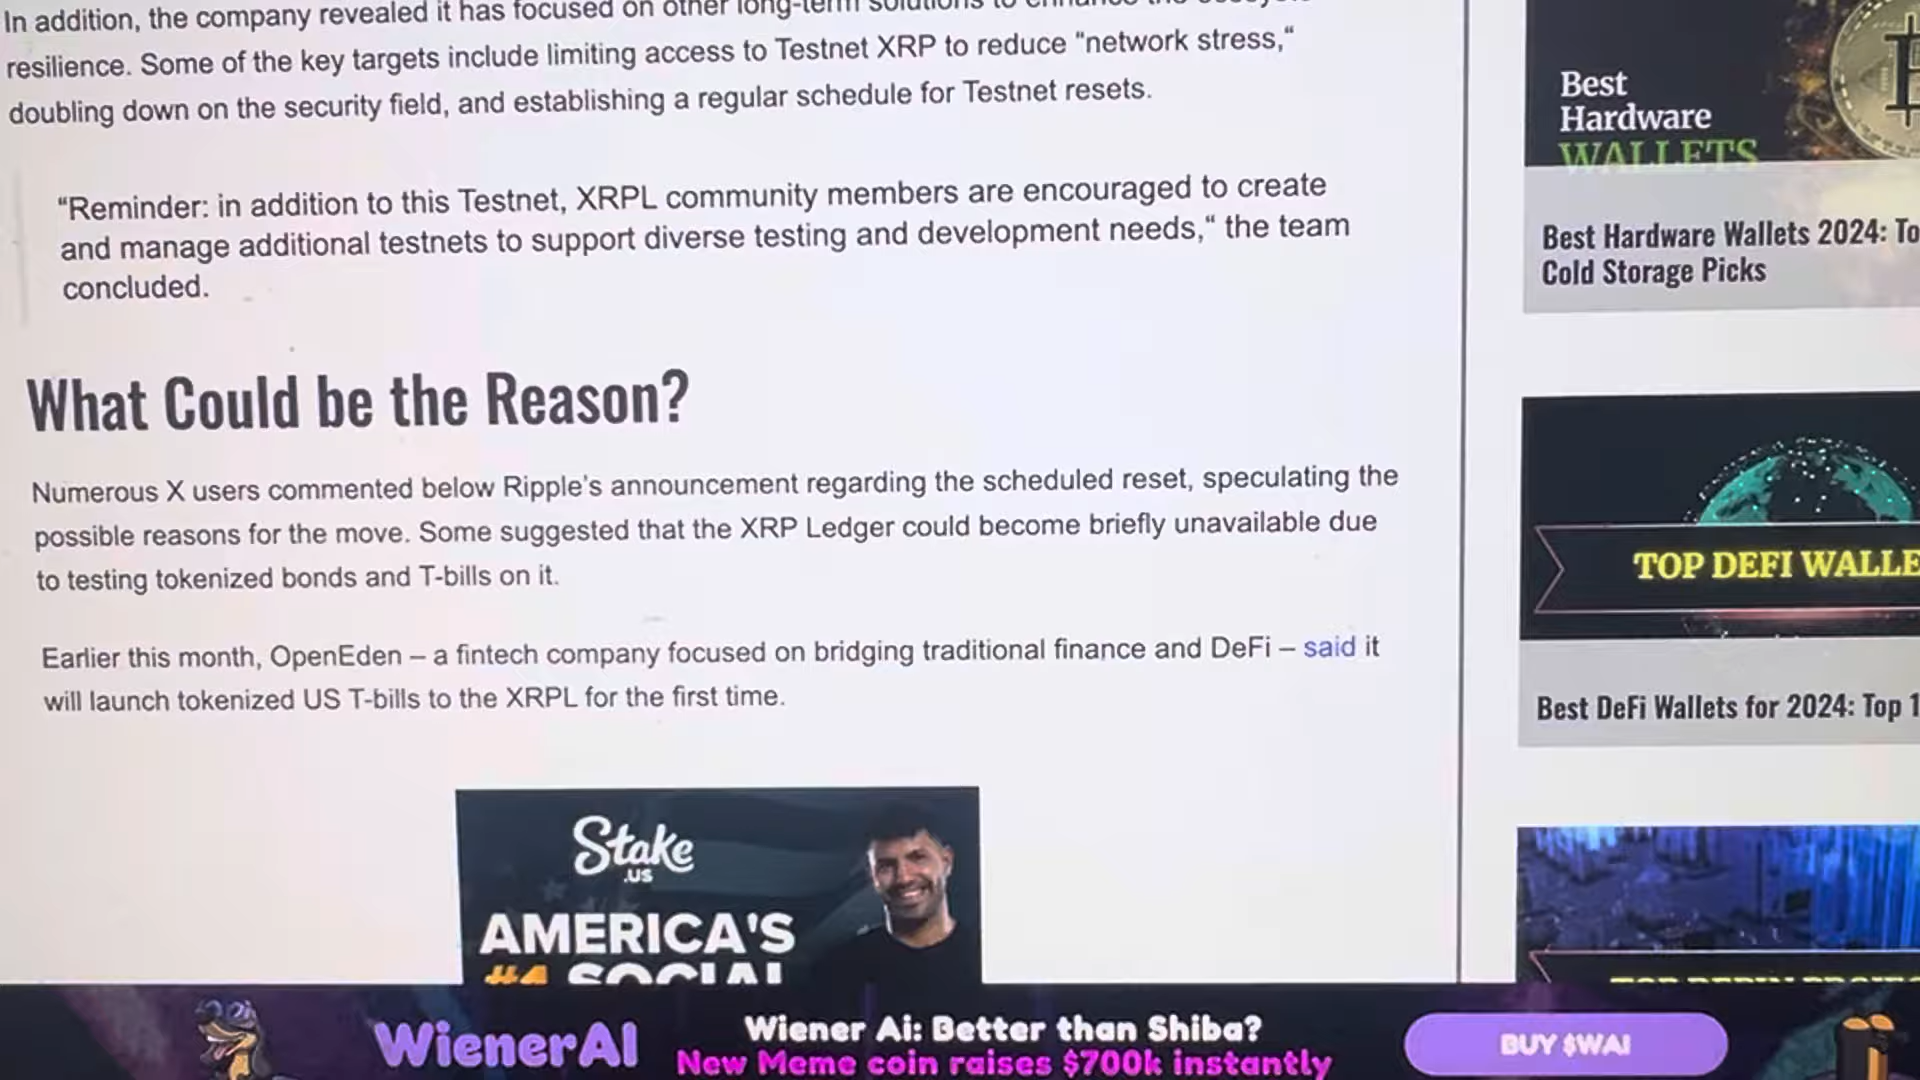 In addition, the company revealed it has focused on other long-term solutions to enhance the
resilience. Some of the key targets include limiting access to Testnet XRP to reduce “network stress,“
doubling down on the security field, and establishing a regular schedule for Testnet resets.
“Reminder: in addition to this Testnet, XRPL community members are encouraged to create
and manage additional testnets to support diverse testing and development needs,“ the team
concluded.
What Could be the Reason?
Numerous X users commented below Ripple's announcement regarding the scheduled reset, speculating the
possible reasons for the move. Some suggested that the XRP Ledger could become briefly unavailable due
to testing tokenized bonds and T-bills on it.
Earlier this month, OpenEden – a fintech company focused on bridging traditional finance and DeFi – said it
will launch tokenized US T-bills to the XRPL for the first time.
Stake
.US
AMERICA'S
SOCIAL
Best
Hardware
WALLETS
Best Hardware Wallets 2024: To
Cold Storage Picks
TOP DEFI WALLE
Best DeFi Wallets for 2024: Top 1
WienerAI
Wiener Ai: Better than Shiba?
New Meme coin raises $700k instantly
BUY $WAI